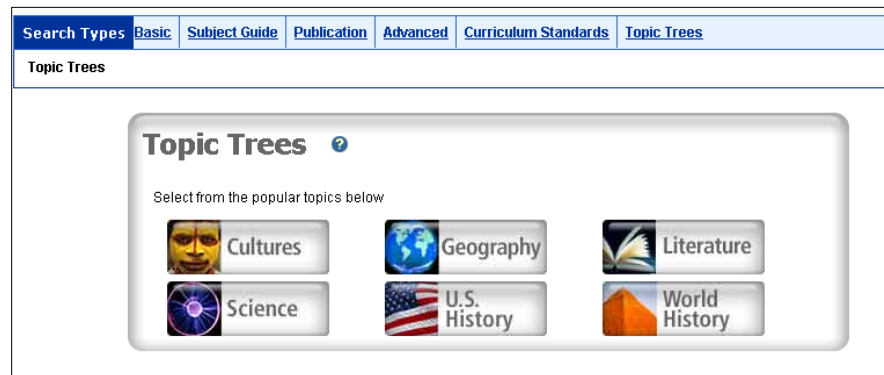 Search Types Basic Subject Guide Publication Advanced Curriculum Standards Topic Trees
Topic Trees
Topic Trees ?
Select from the popular topics below
Cultures Geography Literature
Science U.S. History World History